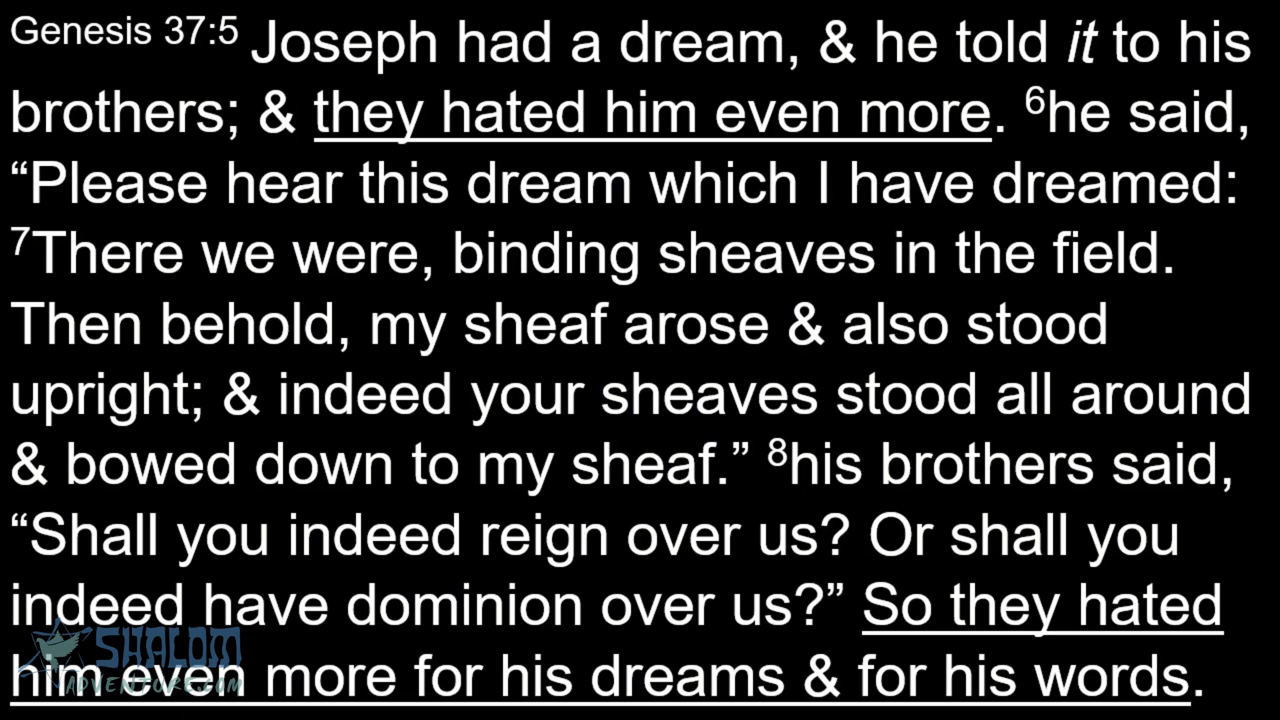 Genesis 37:5 Joseph had a dream, & he told it to his
brothers; & they hated him even more. 6he said,
“Please hear this dream which I have dreamed:
7There we were, binding sheaves in the field.
Then behold, my sheaf arose & also stood
upright; & indeed your sheaves stood all around
& bowed down to my sheaf.” 8his brothers said,
“Shall you indeed reign over us? Or shall you
indeed have dominion over us?” So they hated
him even more for his dreams & for his words.
SHALOM
ADVENTURE.COM